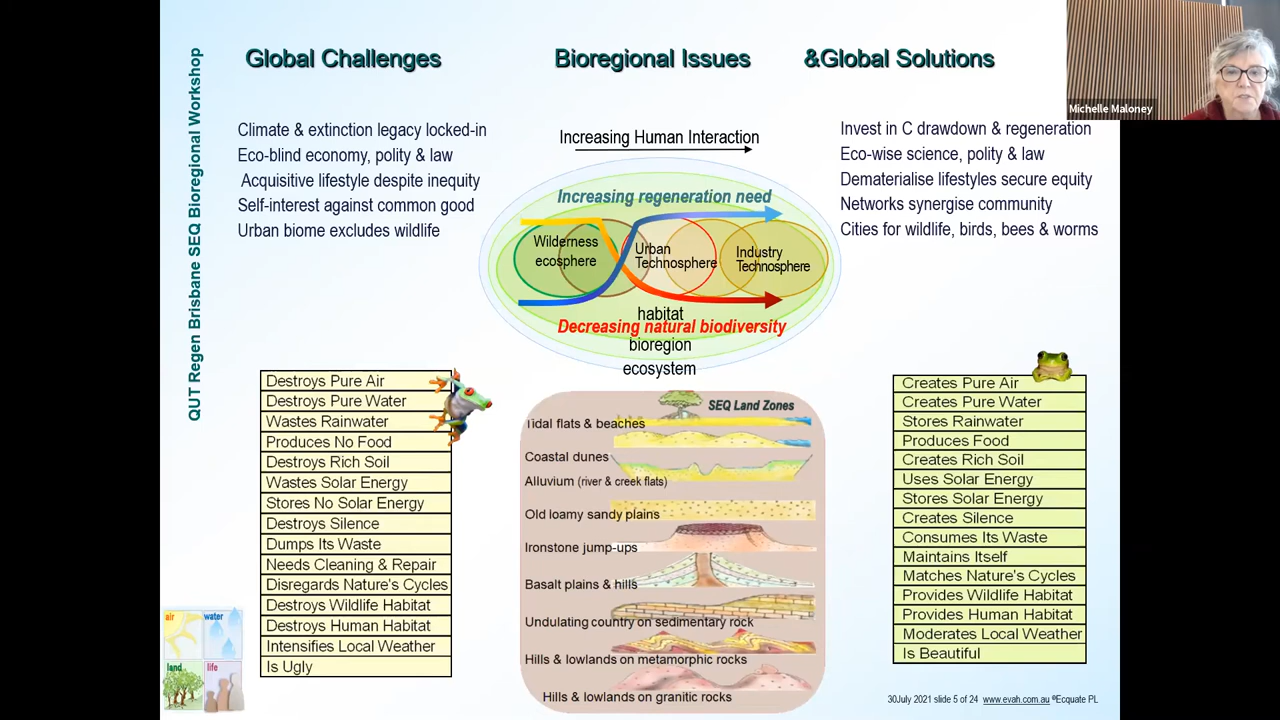 Global Challenges
Bioregional Issues
&Global Solutions
Michelle Maloney
QUT Regen Brisbane SEQ Bioregional Workshop
Climate & extinction legacy locked-in
Eco-blind economy, polity & law
Acquisitive lifestyle despite inequity
Self-interest against common good
Urban biome excludes wildlife
Increasing Human Interaction
Increasing regeneration need
Wilderness
ecosphere
Urban
Technosphere
Industry
Technosphere
habitat
Decreasing natural biodiversity
bioregion
ecosystem
Invest in C drawdown & regeneration
Eco-wise science, polity & law
Dematerialise lifestyles secure equity
Networks synergise community
Cities for wildlife, birds, bees & worms
Destroys Pure Air
Destroys Pure Water
Wastes Rainwater
Produces No Food
Destroys Rich Soil
Wastes Solar Energy
Stores No Solar Energy
Destroys Silence
Dumps Its Waste
Needs Cleaning & Repair
Disregards Nature's Cycles
Destroys Wildlife Habitat
Destroys Human Habitat
Intensifies Local Weather
Is Ugly
SEQ Land Zones
Tidal flats & beaches
Coastal dunes
Alluvium (river & creek flats)
Old loamy sandy plains
Ironstone jump-ups
Basalt plains & hills
Undulating country on sedimentary rock
Hills & lowlands on metamorphic rocks
Hills & lowlands on granitic rocks
Creates Pure Air
Creates Pure Water
Stores Rainwater
Produces Food
Creates Rich Soil
Uses Solar Energy
Stores Solar Energy
Creates Silence
Consumes Its Waste
Maintains Itself
Matches Nature's Cycles
Provides Wildlife Habitat
Provides Human Habitat
Moderates Local Weather
Is Beautiful
air
water
land
life
30July 2021 slide 5 of 24 www.evah.com.au ©Ecquate PL